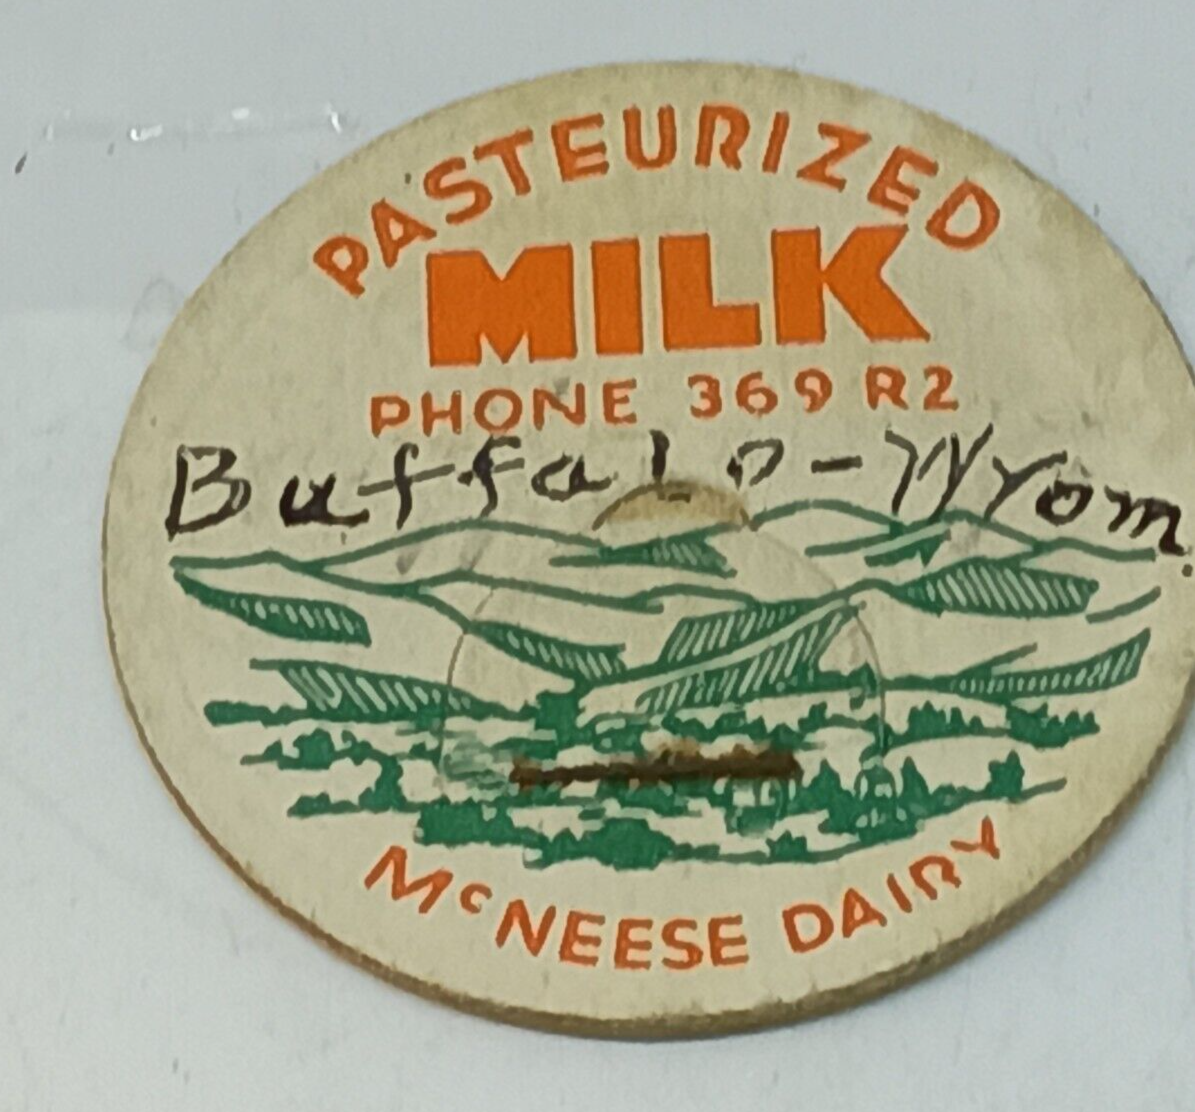 PASTEURIZED
MILK
PHONE 369 R2
Buffalo - Wyom.
McNEESE DAIRY